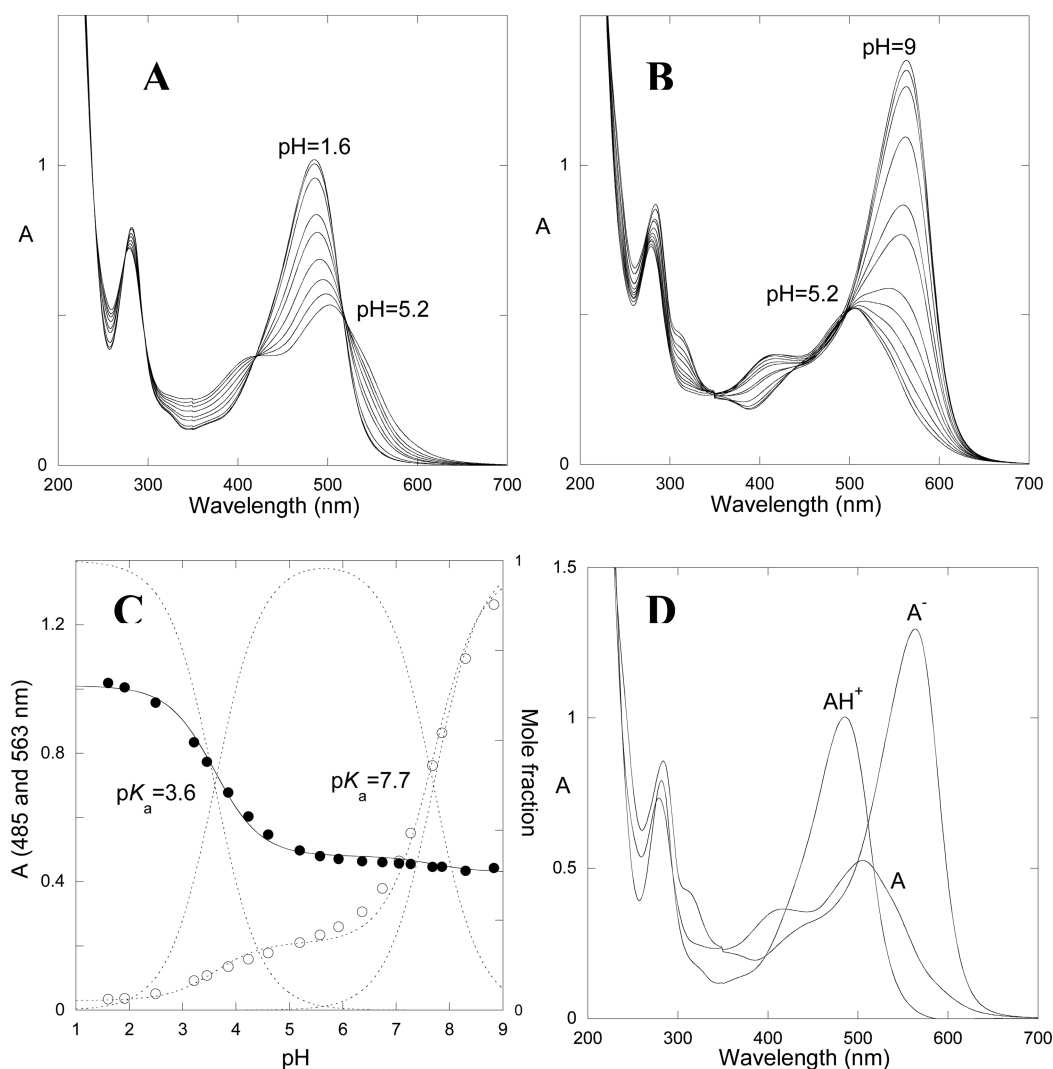 A
pH=1.6
1
A
pH=5.2
0
200 300 400 500 600 700
Wavelength (nm)
B
pH=9
1
A
pH=5.2
0
200 300 400 500 600 700
Wavelength (nm)
C
1
1.2
0.8
pKa=3.6
pKa=7.7
0.4
0
0
A (485 and 563 nm)
Mole fraction
1 2 3 4 5 6 7 8 9
pH
D
1.5
A-
AH+
1
A
0.5
A
0
200 300 400 500 600 700
Wavelength (nm)